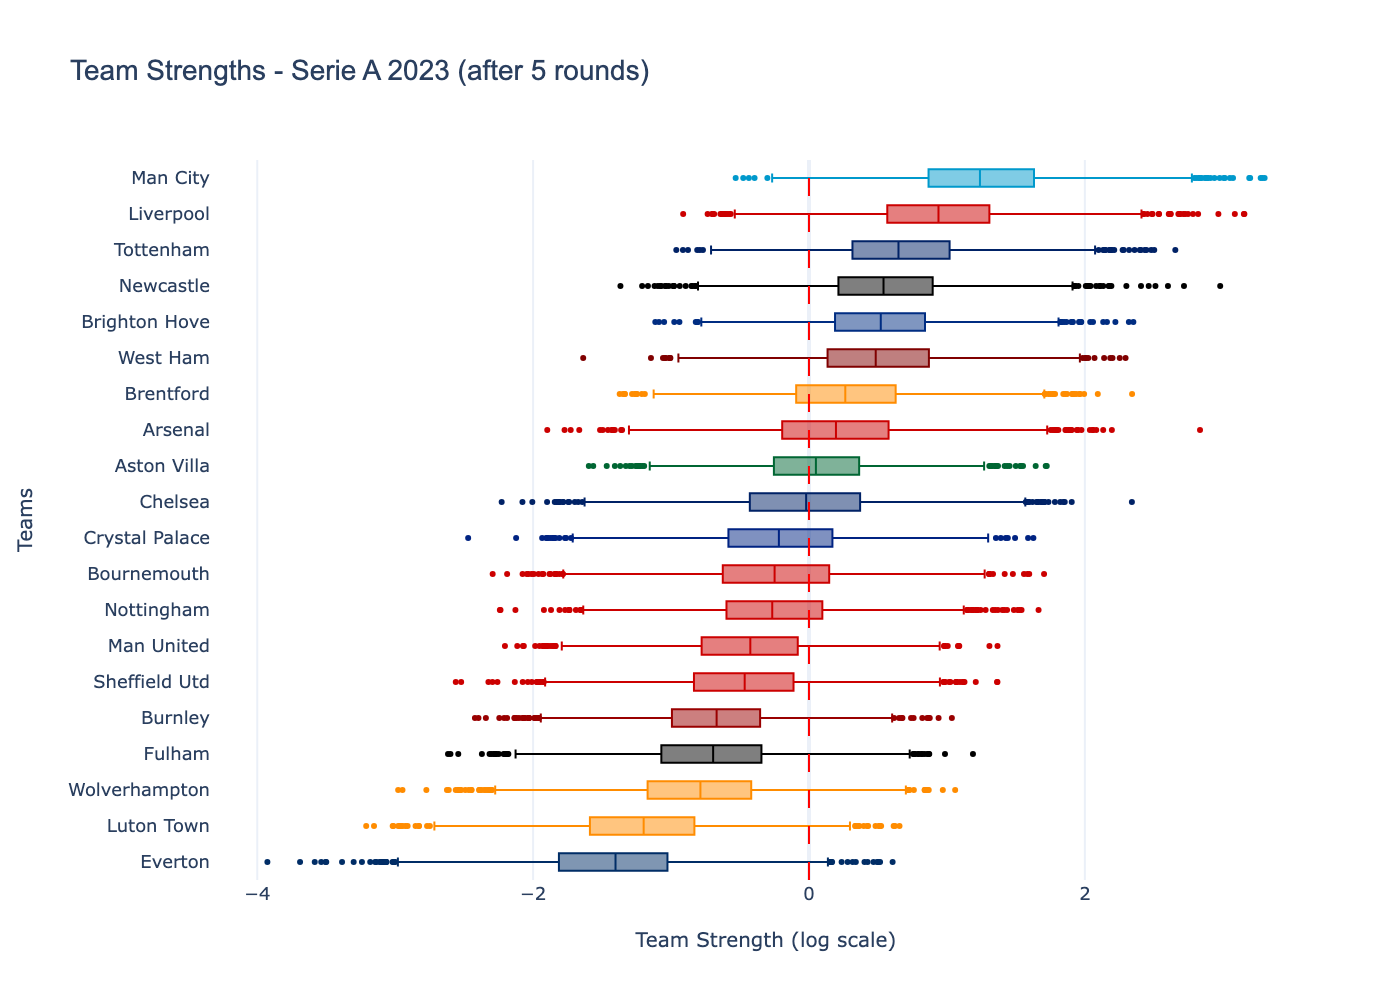 Team Strengths - Serie A 2023 (after 5 rounds)
Man City
Liverpool
Tottenham
Newcastle
Brighton Hove
West Ham
Brentford
Arsenal
Aston Villa
Chelsea
Crystal Palace
Bournemouth
Nottingham
Man United
Sheffield Utd
Burnley
Fulham
Wolverhampton
Luton Town
Everton
Teams
−4
−2
0
2
Team Strength (log scale)